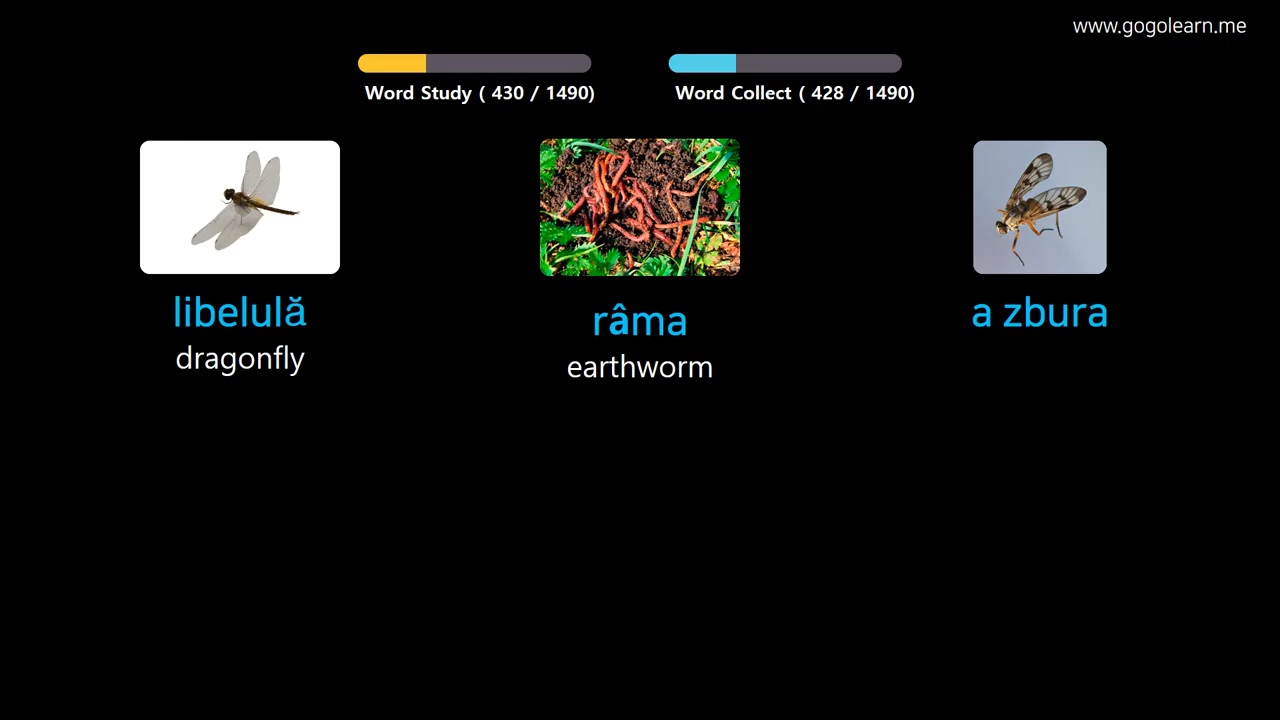 www.gogolearn.me
Word Study ( 430 / 1490)
Word Collect ( 428 / 1490)
libelulă
dragonfly
râma
earthworm
a zbura